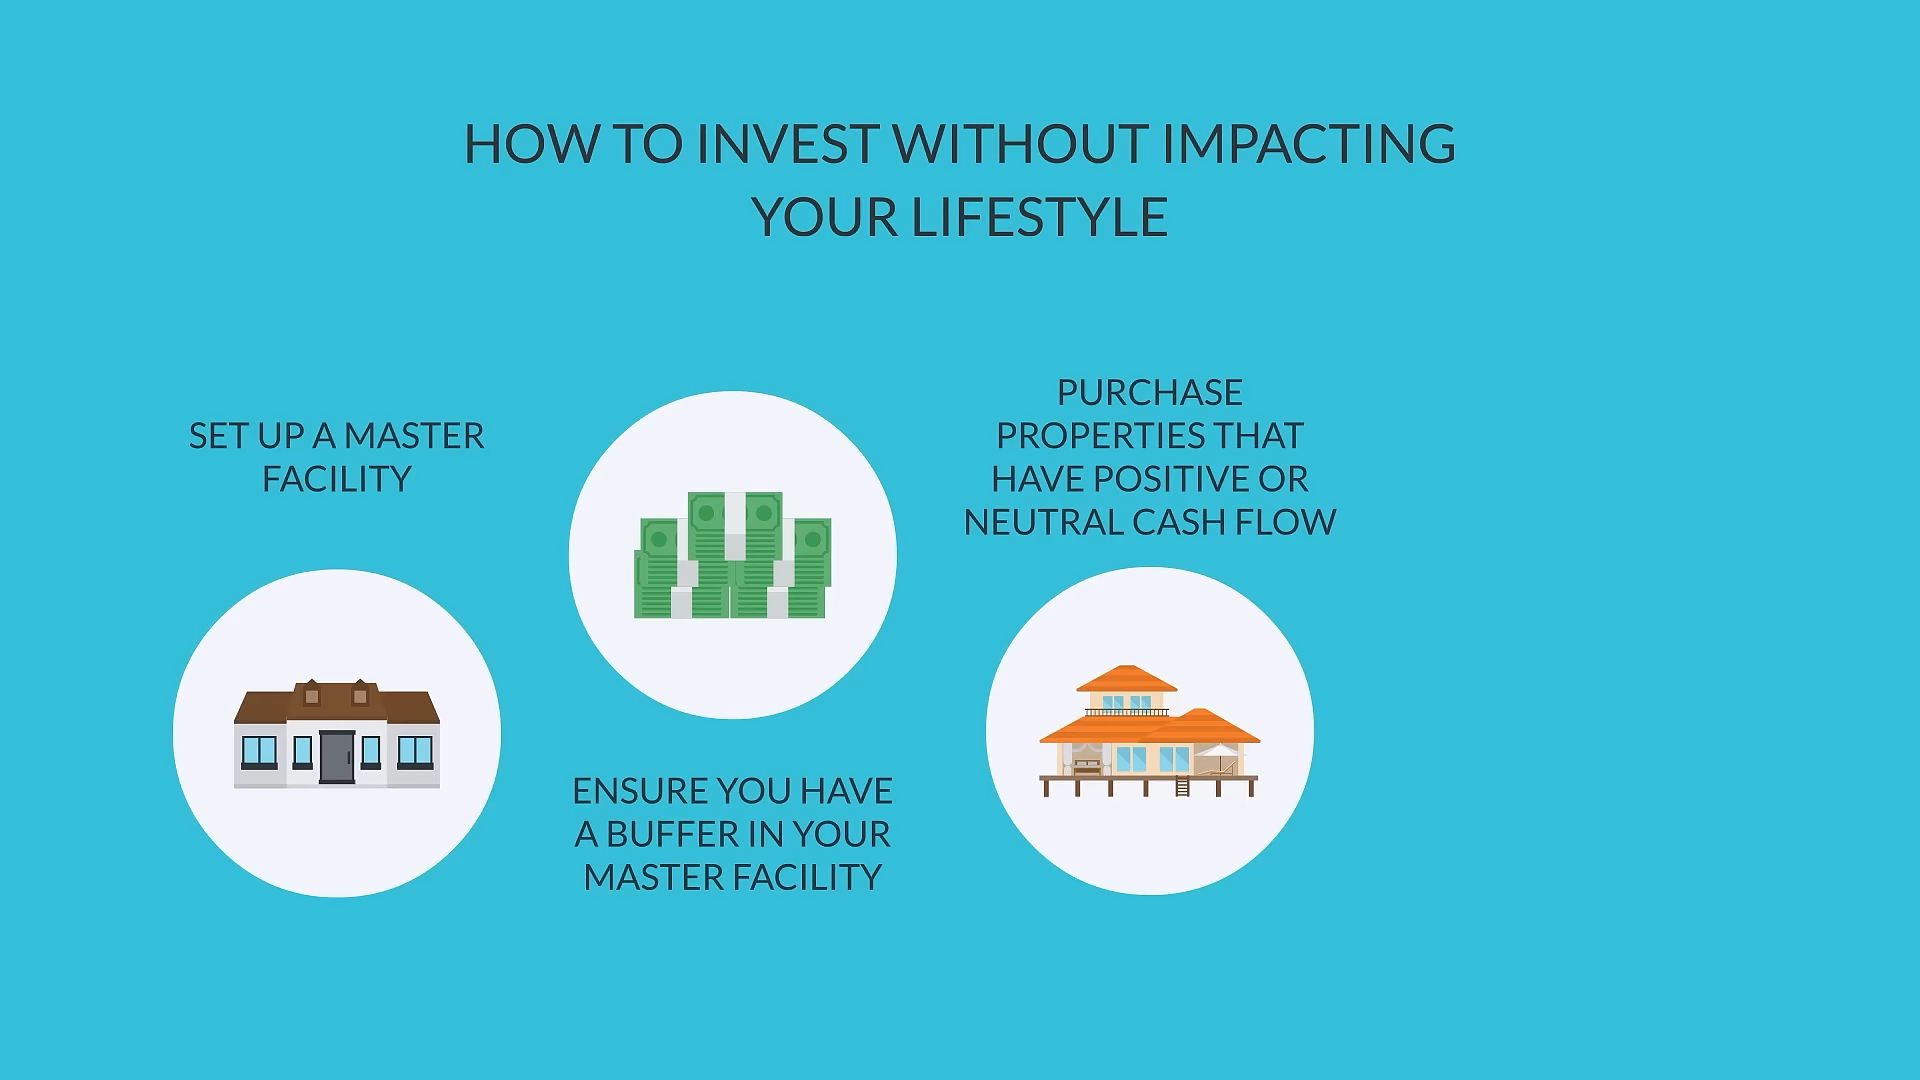 HOW TO INVEST WITHOUT IMPACTING
YOUR LIFESTYLE
SET UP A MASTER
FACILITY
ENSURE YOU HAVE
A BUFFER IN YOUR
MASTER FACILITY
PURCHASE
PROPERTIES THAT
HAVE POSITIVE OR
NEUTRAL CASH FLOW